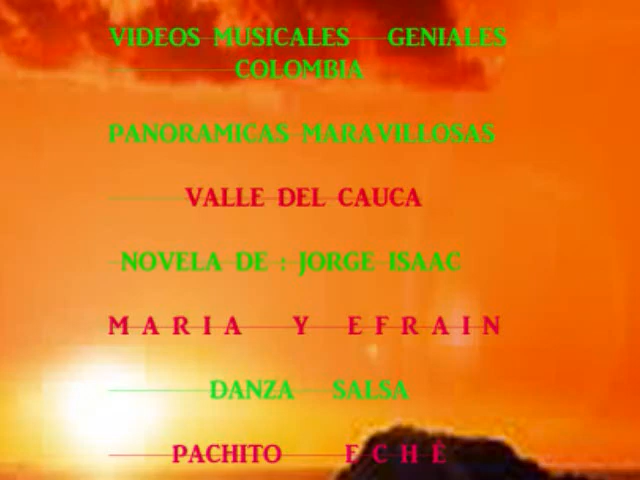 VIDEOS MUSICALES GENIALES
COLOMBIA
PANORAMICAS MARAVILLOSAS
VALLE DEL CAUCA
NOVELA DE : JORGE ISAAC
M A R I A Y E F R A I N
DANZA SALSA
PACHITO E C H È